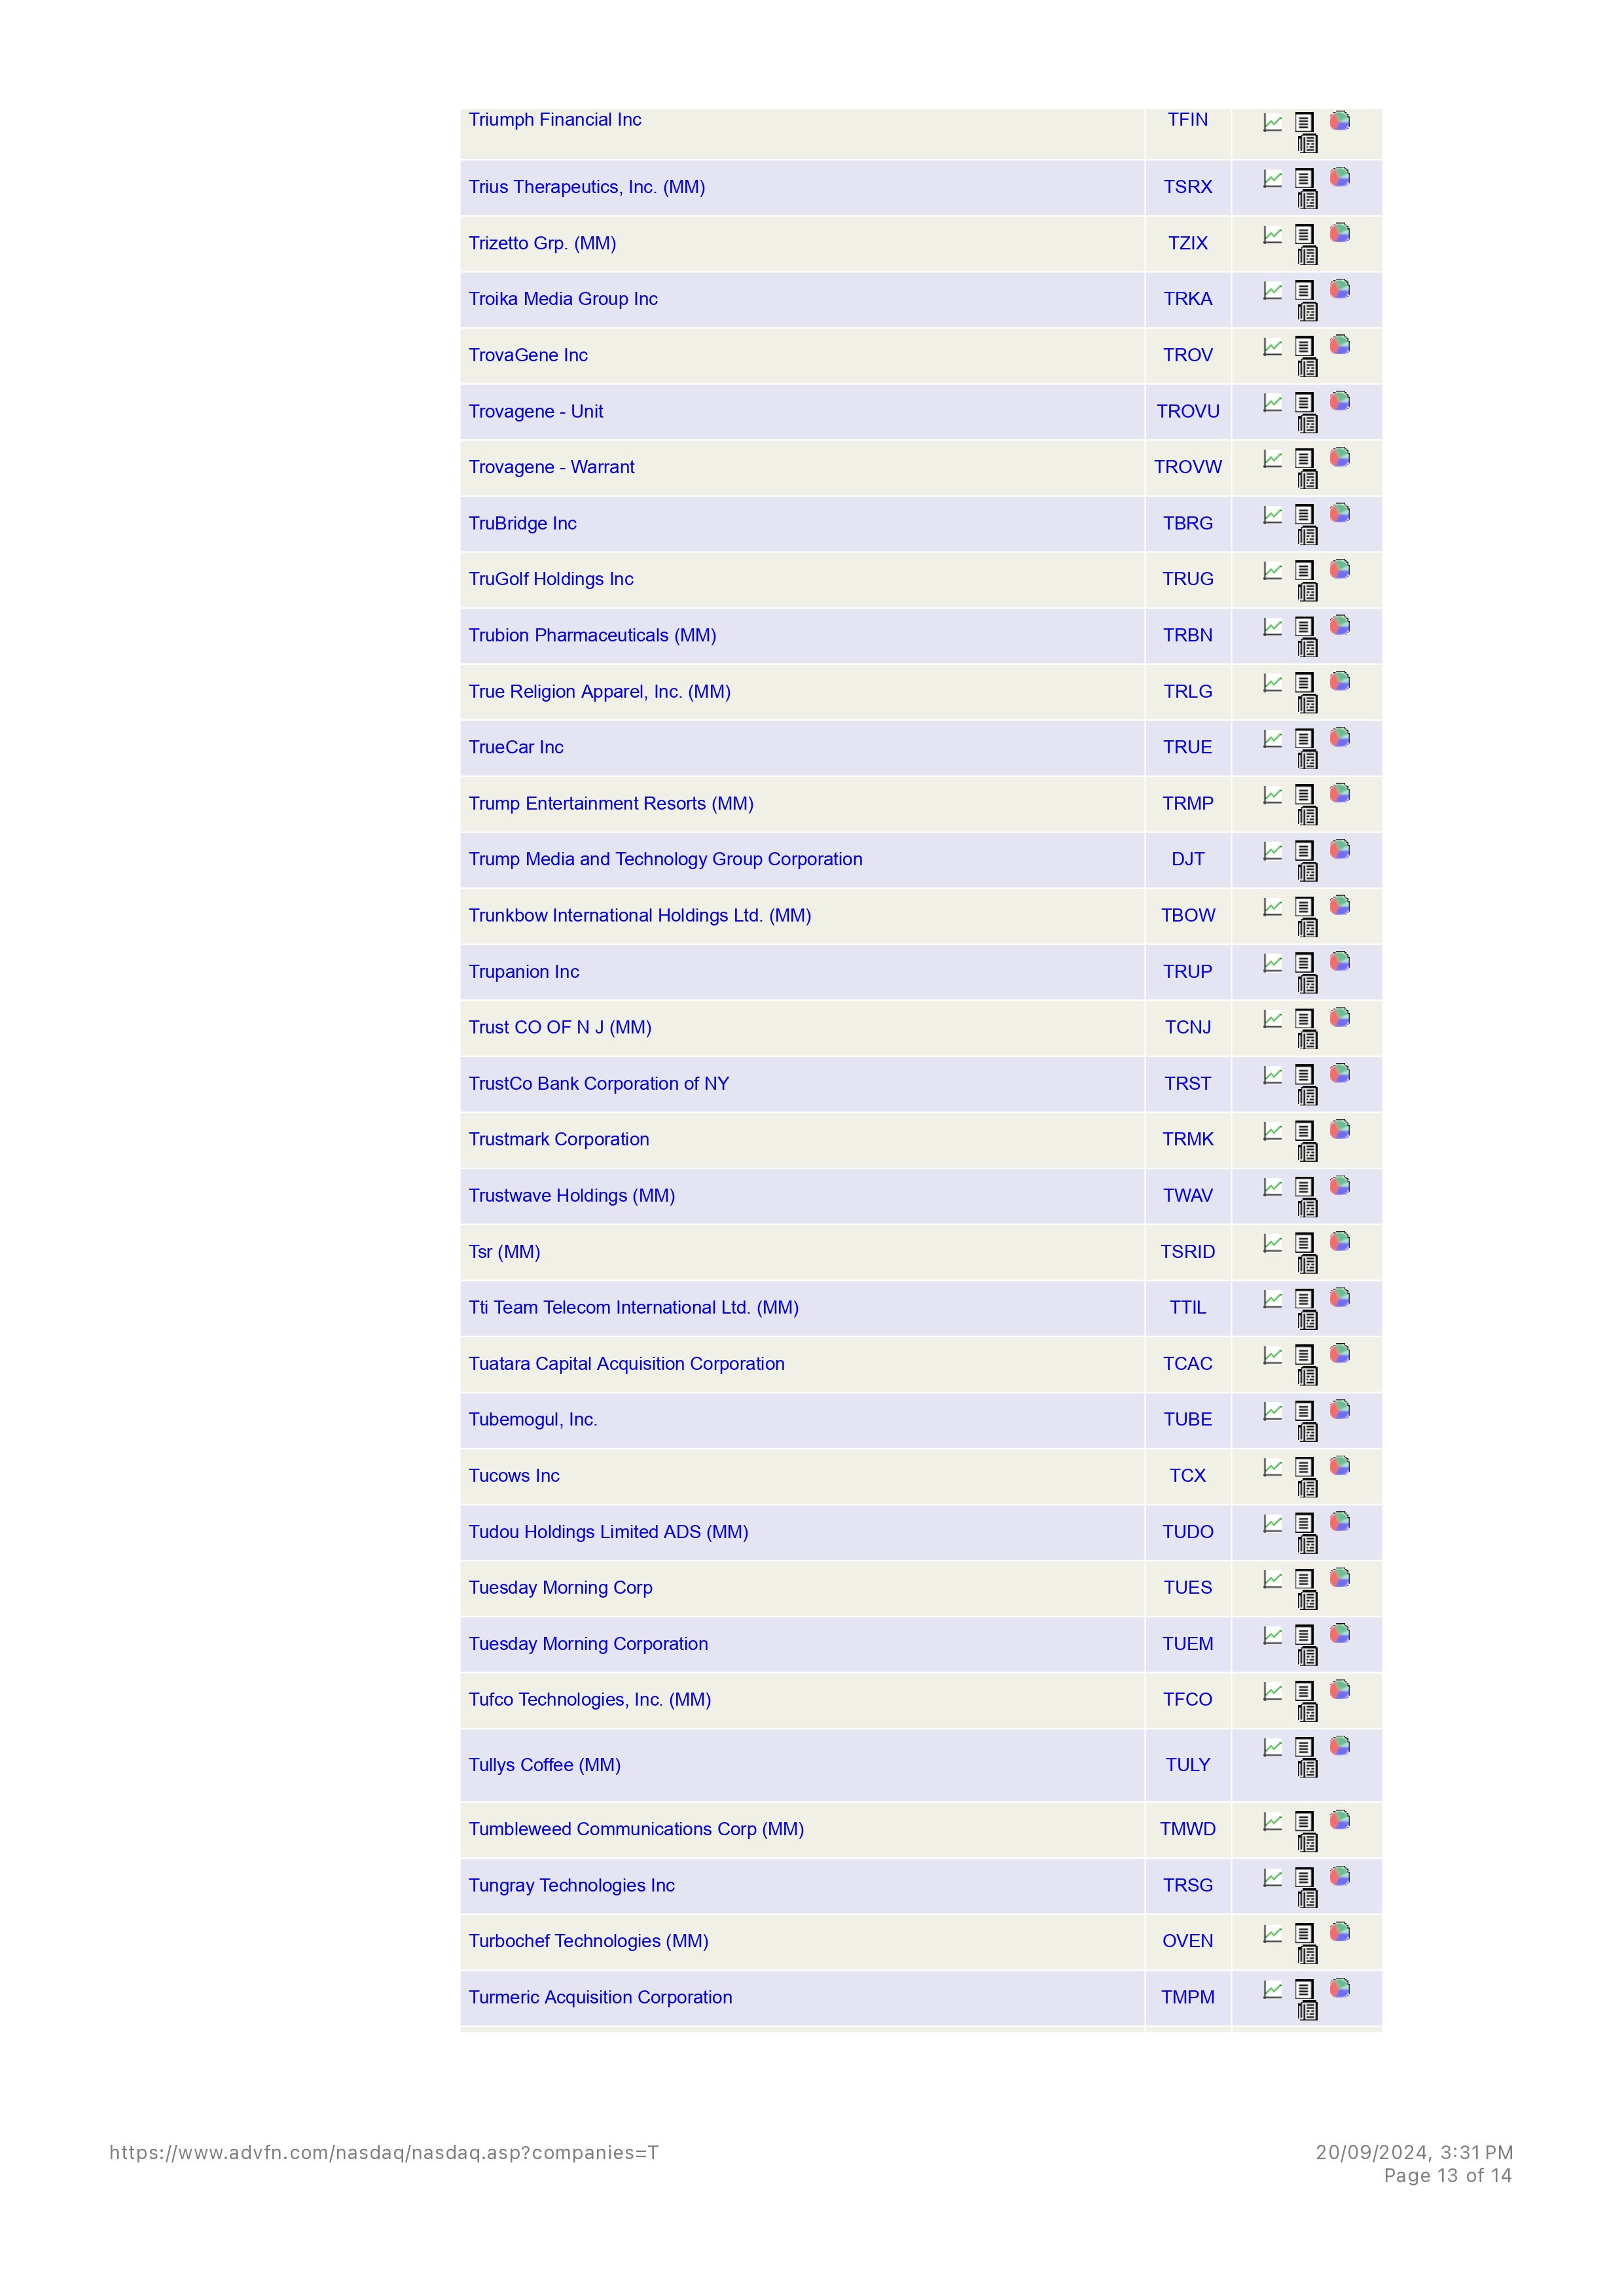 Triumph Financial Inc TFIN
Trius Therapeutics, Inc. (MM) TSRX
Trizetto Grp. (MM) TZIX
Troika Media Group Inc TRKA
TrovaGene Inc TROV
Trovagene - Unit TROVU
Trovagene - Warrant TROVW
TruBridge Inc TBRG
TruGolf Holdings Inc TRUG
Trubion Pharmaceuticals (MM) TRBN
True Religion Apparel, Inc. (MM) TRLG
TrueCar Inc TRUE
Trump Entertainment Resorts (MM) TRMP
Trump Media and Technology Group Corporation DJT
Trunkbow International Holdings Ltd. (MM) TBOW
Trupanion Inc TRUP
Trust CO OF N J (MM) TCNJ
TrustCo Bank Corporation of NY TRST
Trustmark Corporation TRMK
Trustwave Holdings (MM) TWAV
Tsr (MM) TSRID
Tti Team Telecom International Ltd. (MM) TTIL
Tuatara Capital Acquisition Corporation TCAC
Tubemogul, Inc. TUBE
Tucows Inc TCX
Tudou Holdings Limited ADS (MM) TUDO
Tuesday Morning Corp TUES
Tuesday Morning Corporation TUEM
Tufco Technologies, Inc. (MM) TFCO
Tullys Coffee (MM) TULY
Tumbleweed Communications Corp (MM) TMWD
Tungray Technologies Inc TRSG
Turbochef Technologies (MM) OVEN
Turmeric Acquisition Corporation TMPM
https://www.advfn.com/nasdaq/nasdaq.asp?companies=T 20/09/2024, 3:31 PM
Page 13 of 14